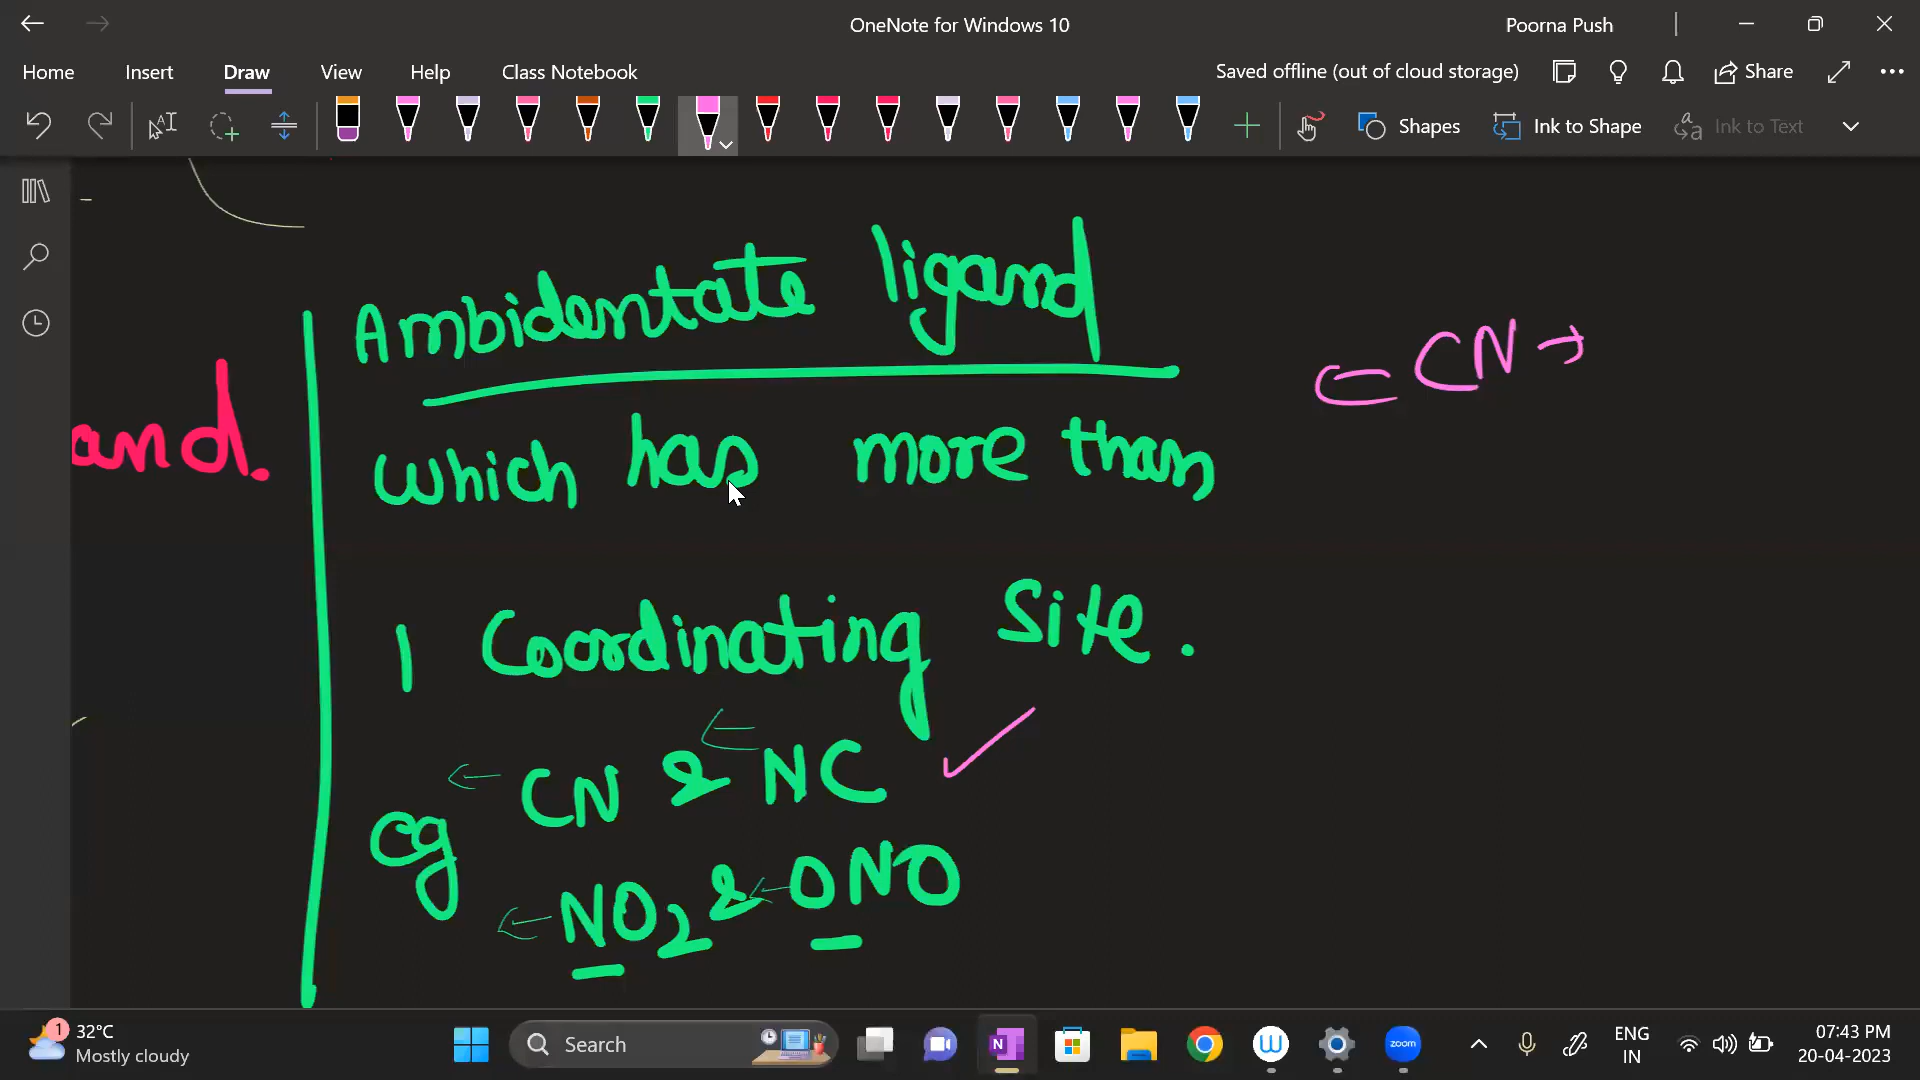 OneNote for Windows 10
Poorna Push
Home Insert Draw View Help Class Notebook
Saved offline (out of cloud storage)
Share
Shapes
Ink to Shape
Ink to Text
Ambidentate ligand
← CN →
and.
which has more than
1 Coordinating Site.
eg ← CN & ← NC
← NO2 & ← ONO
1
32°C
Mostly cloudy
Search
zoom
ENG
IN
07:43 PM
20-04-2023